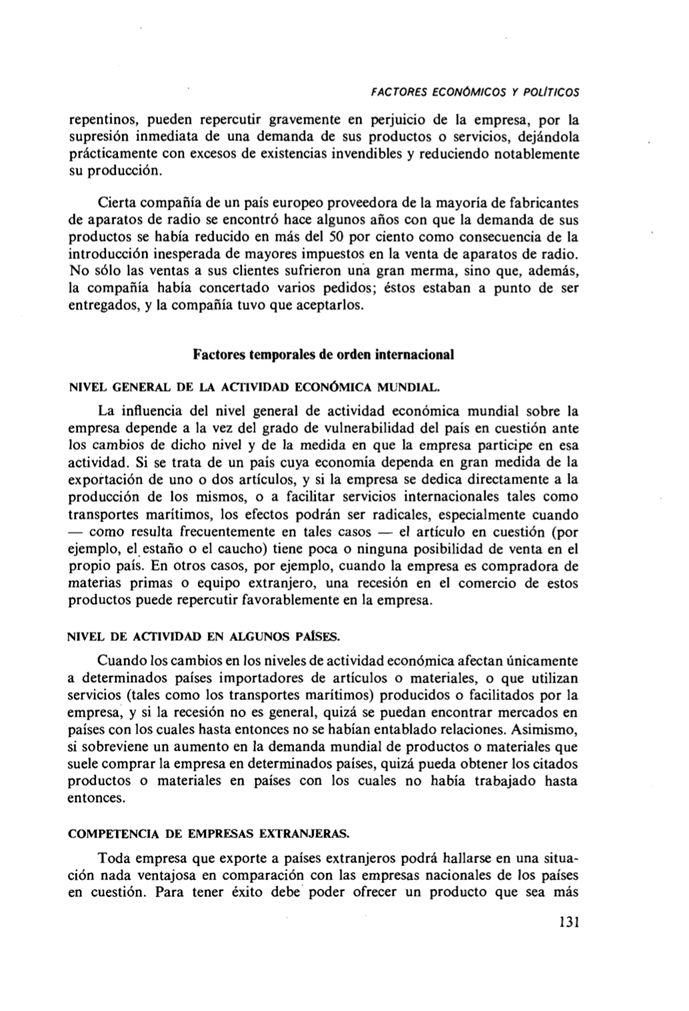 FACTORES ECONÓMICOS Y POLÍTICOS
repentinos, pueden repercutir gravemente en perjuicio de la empresa, por la
supresión inmediata de una demanda de sus productos o servicios, dejándola
prácticamente con excesos de existencias invendibles y reduciendo notablemente
su producción.
Cierta compañía de un país europeo proveedora de la mayoría de fabricantes
de aparatos de radio se encontró hace algunos años con que la demanda de sus
productos se había reducido en más del 50 por ciento como consecuencia de la
introducción inesperada de mayores impuestos en la venta de aparatos de radio.
No sólo las ventas a sus clientes sufrieron una gran merma, sino que, además,
la compañía había concertado varios pedidos; éstos estaban a punto de ser
entregados, y la compañía tuvo que aceptarlos.
Factores temporales de orden internacional
NIVEL GENERAL DE LA ACTIVIDAD ECONÓMICA MUNDIAL.
La influencia del nivel general de actividad económica mundial sobre la
empresa depende a la vez del grado de vulnerabilidad del país en cuestión ante
los cambios de dicho nivel y de la medida en que la empresa participe en esa
actividad. Si se trata de un país cuya economía dependa en gran medida de la
exportación de uno o dos artículos, y si la empresa se dedica directamente a la
producción de los mismos, o a facilitar servicios internacionales tales como
transportes marítimos, los efectos podrán ser radicales, especialmente cuando
— como resulta frecuentemente en tales casos — el artículo en cuestión (por
ejemplo, el estaño o el caucho) tiene poca o ninguna posibilidad de venta en el
propio país. En otros casos, por ejemplo, cuando la empresa es compradora de
materias primas o equipo extranjero, una recesión en el comercio de estos
productos puede repercutir favorablemente en la empresa.
NIVEL DE ACTIVIDAD EN ALGUNOS PAÍSES.
Cuando los cambios en los niveles de actividad económica afectan únicamente
a determinados países importadores de artículos o materiales, o que utilizan
servicios (tales como los transportes marítimos) producidos o facilitados por la
empresa, y si la recesión no es general, quizá se puedan encontrar mercados en
países con los cuales hasta entonces no se habían entablado relaciones. Asimismo,
si sobreviene un aumento en la demanda mundial de productos o materiales que
suele comprar la empresa en determinados países, quizá pueda obtener los citados
productos o materiales en países con los cuales no había trabajado hasta
entonces.
COMPETENCIA DE EMPRESAS EXTRANJERAS.
Toda empresa que exporte a países extranjeros podrá hallarse en una situa-
ción nada ventajosa en comparación con las empresas nacionales de los países
en cuestión. Para tener éxito debe poder ofrecer un producto que sea más
131